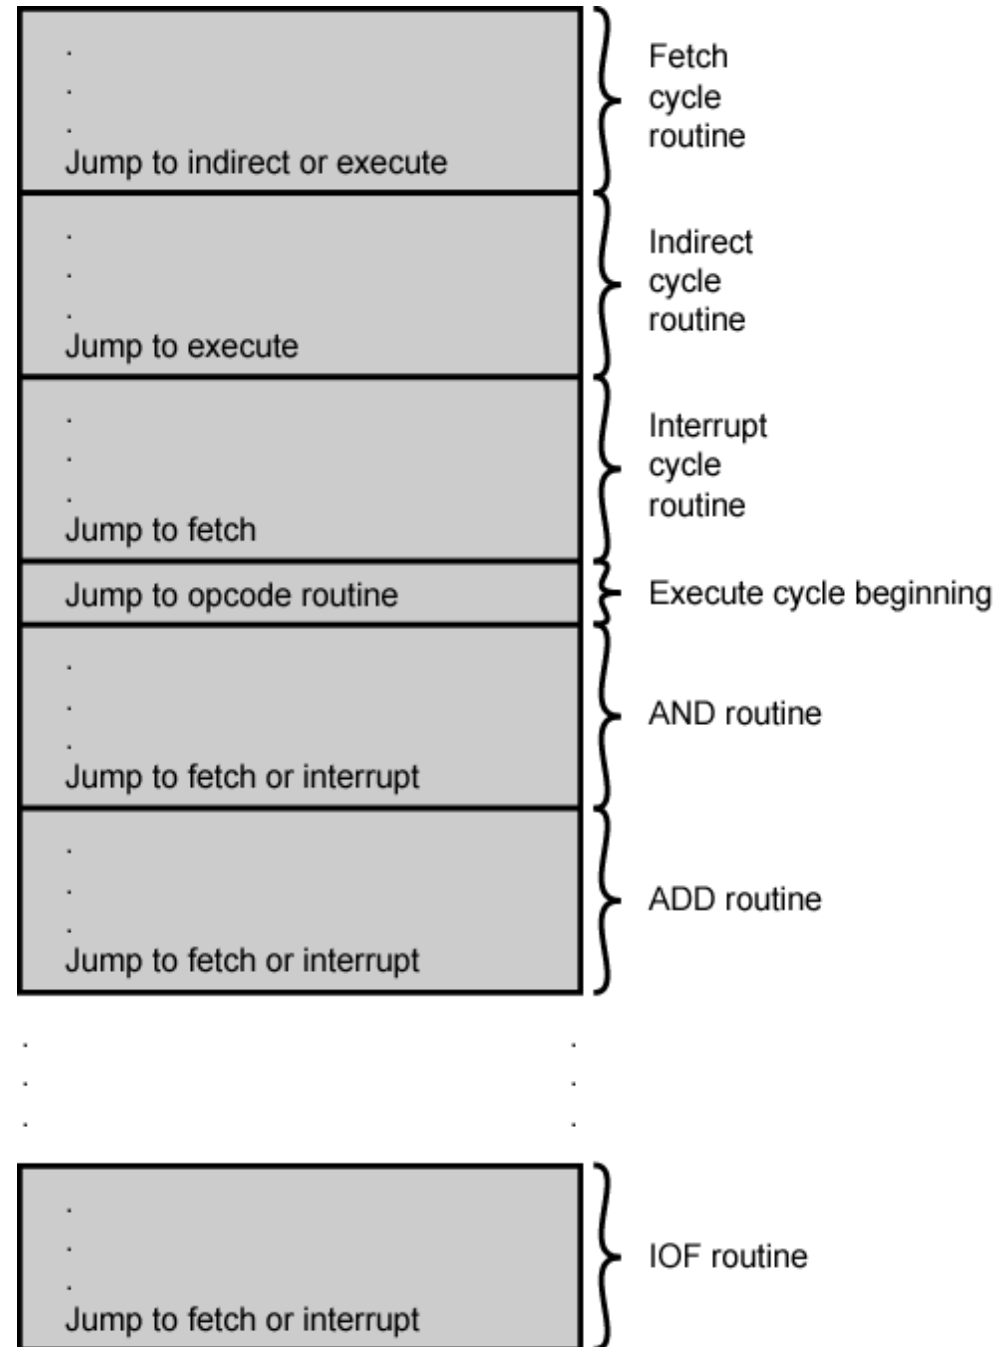 Fetch
cycle
routine
Jump to indirect or execute
Indirect
cycle
routine
Jump to execute
Interrupt
cycle
routine
Jump to fetch
Jump to opcode routine
Execute cycle beginning
AND routine
Jump to fetch or interrupt
ADD routine
Jump to fetch or interrupt
IOF routine
Jump to fetch or interrupt